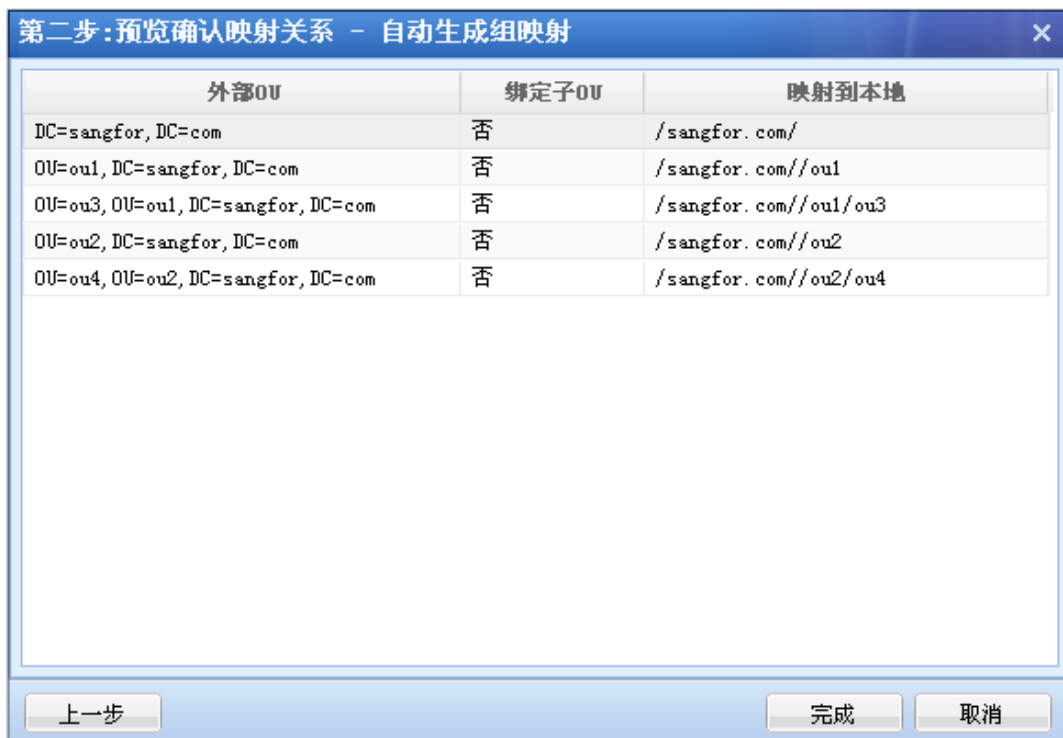 第二步:预览确认映射关系 - 自动生成组映射
外部OU 绑定子OU 映射到本地
DC=sangfor,DC=com 否 /sangfor.com/
OU=ou1,DC=sangfor,DC=com 否 /sangfor.com//ou1
OU=ou3,OU=ou1,DC=sangfor,DC=com 否 /sangfor.com//ou1/ou3
OU=ou2,DC=sangfor,DC=com 否 /sangfor.com//ou2
OU=ou4,OU=ou2,DC=sangfor,DC=com 否 /sangfor.com//ou2/ou4
上一步 完成 取消